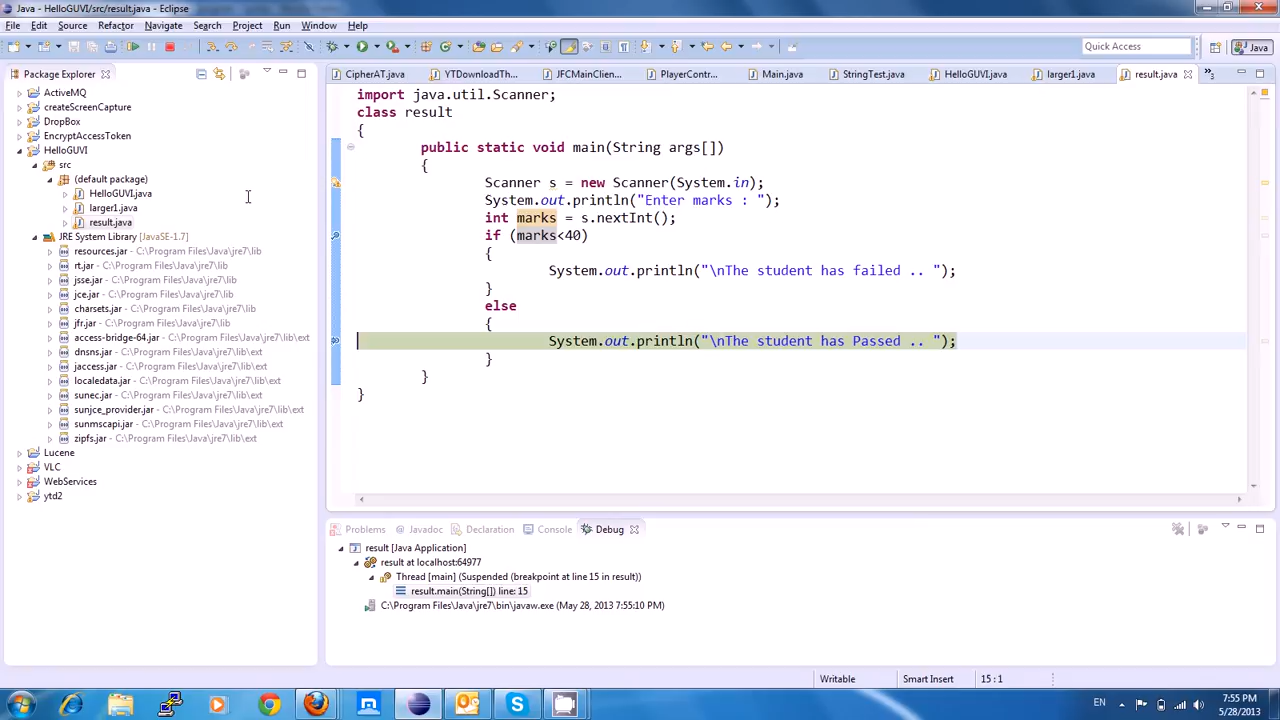 Java - HelloGUVI/src/result.java - Eclipse
File Edit Source Refactor Navigate Search Project Run Window Help
Quick Access
Java
Package Explorer
ActiveMQ
createScreenCapture
DropBox
EncryptAccessToken
HelloGUVI
src
(default package)
HelloGUVI.java
larger1.java
result.java
JRE System Library [JavaSE-1.7]
resources.jar - C:\Program Files\Java\jre7\lib
rt.jar - C:\Program Files\Java\jre7\lib
jsse.jar - C:\Program Files\Java\jre7\lib
jce.jar - C:\Program Files\Java\jre7\lib
charsets.jar - C:\Program Files\Java\jre7\lib
jfr.jar - C:\Program Files\Java\jre7\lib
access-bridge-64.jar - C:\Program Files\Java\jre7\lib
dnsns.jar - C:\Program Files\Java\jre7\lib\ext
jaccess.jar - C:\Program Files\Java\jre7\lib\ext
localedata.jar - C:\Program Files\Java\jre7\lib\ext
sunec.jar - C:\Program Files\Java\jre7\lib\ext
sunjce_provider.jar - C:\Program Files\Java\jre7\lib\ext
sunmscapi.jar - C:\Program Files\Java\jre7\lib\ext
zipfs.jar - C:\Program Files\Java\jre7\lib\ext
Lucene
VLC
WebServices
ytd2
CipherAT.java YTDownloadTh... JFCMainClien... PlayerContr... Main.java StringTest.java HelloGUVI.java larger1.java result.java
import java.util.Scanner;
class result
{
public static void main(String args[])
{
Scanner s = new Scanner(System.in);
System.out.println("Enter marks : ");
int marks = s.nextInt();
if (marks<40)
{
System.out.println("\nThe student has failed .. ");
}
else
{
System.out.println("\nThe student has Passed .. ");
}
}
}
Problems Javadoc Declaration Console Debug
result [Java Application]
result at localhost:64977
Thread [main] (Suspended (breakpoint at line 15 in result))
result.main(String[]) line: 15
C:\Program Files\Java\jre7\bin\javaw.exe (May 28, 2013 7:55:10 PM)
Writable Smart Insert 15 : 1
EN
7:55 PM
5/28/2013